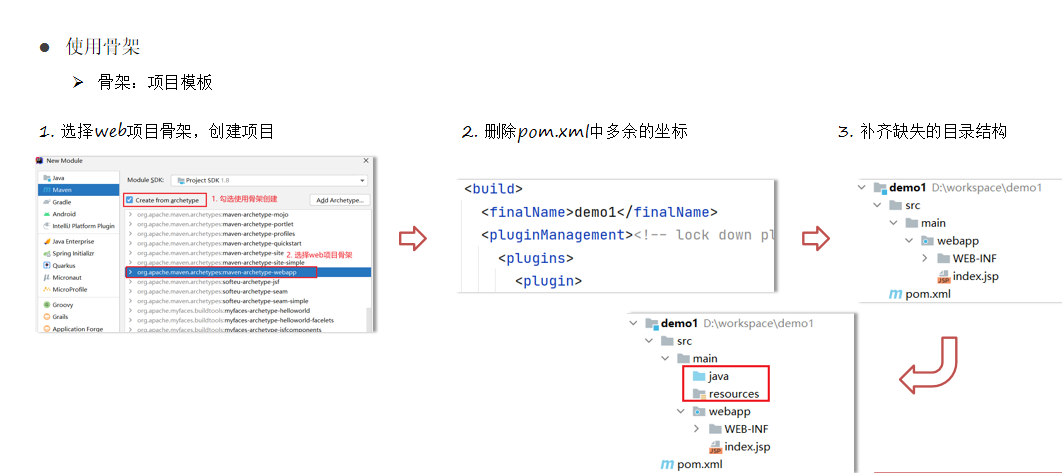 ● 使用骨架
➢ 骨架：项目模板
1. 选择web项目骨架，创建项目
New Module
Java
Maven
Gradle
Android
IntelliJ Platform Plugin
Java Enterprise
Spring Initializr
Quarkus
Micronaut
MicroProfile
Groovy
Grails
Application Forge
Module SDK: Project SDK 1.8
Create from archetype
1. 勾选使用骨架创建
Add Archetype...
org.apache.maven.archetypes:maven-archetype-mojo
org.apache.maven.archetypes:maven-archetype-portlet
org.apache.maven.archetypes:maven-archetype-profiles
org.apache.maven.archetypes:maven-archetype-quickstart
org.apache.maven.archetypes:maven-archetype-site
2. 选择web项目骨架
org.apache.maven.archetypes:maven-archetype-site-simple
org.apache.maven.archetypes:maven-archetype-webapp
org.apache.maven.archetypes:softeu-archetype-jsf
org.apache.maven.archetypes:softeu-archetype-seam
org.apache.maven.archetypes:softeu-archetype-seam-simple
org.apache.myfaces.buildtools:myfaces-archetype-helloworld
org.apache.myfaces.buildtools:myfaces-archetype-helloworld-facelets
org.apache.myfaces.buildtools:myfaces-archetype-jsfcomponents
2. 删除pom.xml中多余的坐标
<build>
<finalName>demo1</finalName>
<pluginManagement><!-- lock down pl
<plugins>
<plugin>
3. 补齐缺失的目录结构
demo1 D:\workspace\demo1
src
main
webapp
WEB-INF
index.jsp
pom.xml
demo1 D:\workspace\demo1
src
main
java
resources
webapp
WEB-INF
index.jsp
pom.xml